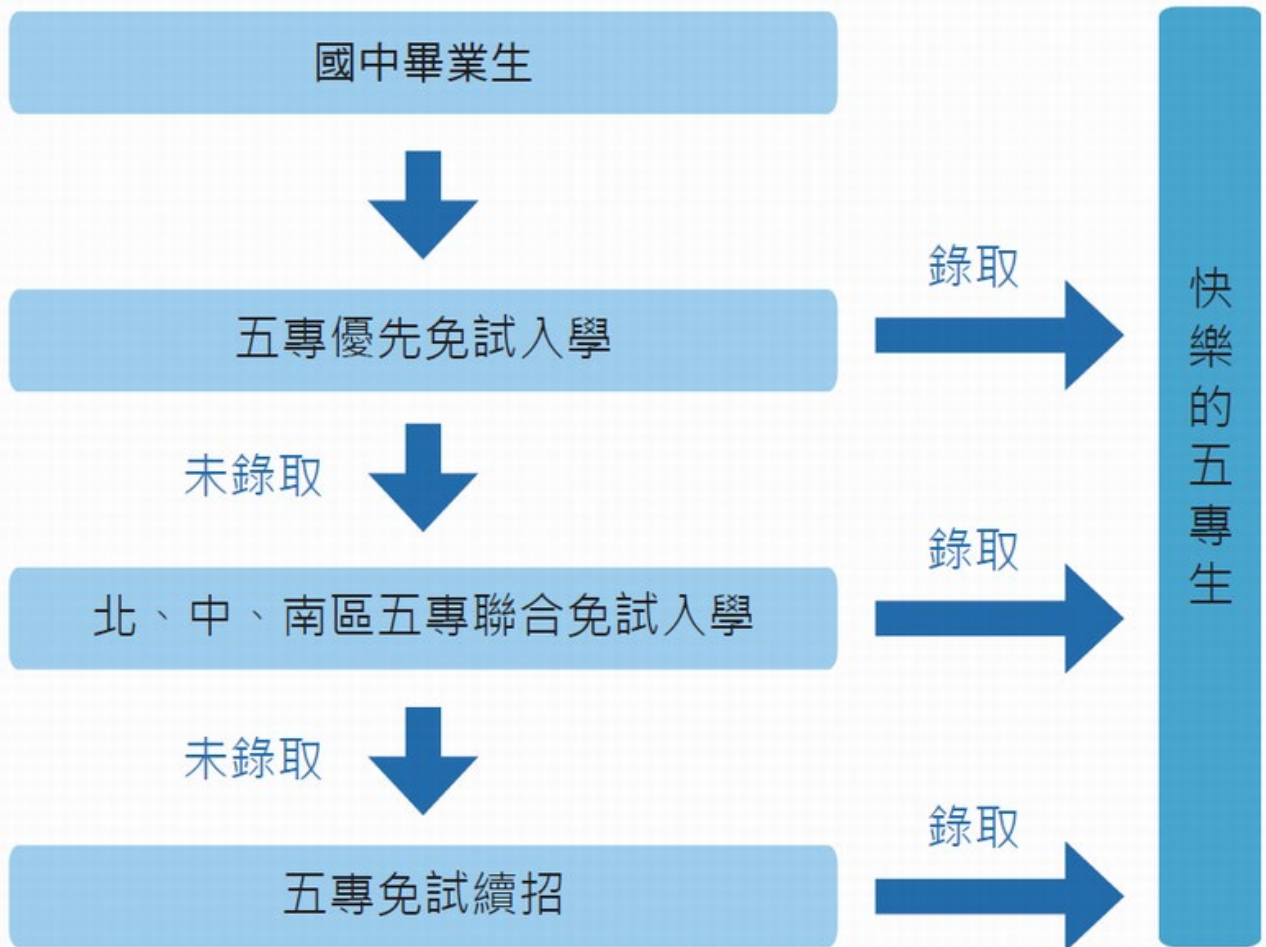 國中畢業生
五專優先免試入學
錄取
未錄取
北、中、南區五專聯合免試入學
錄取
未錄取
五專免試續招
錄取
快樂的五專生